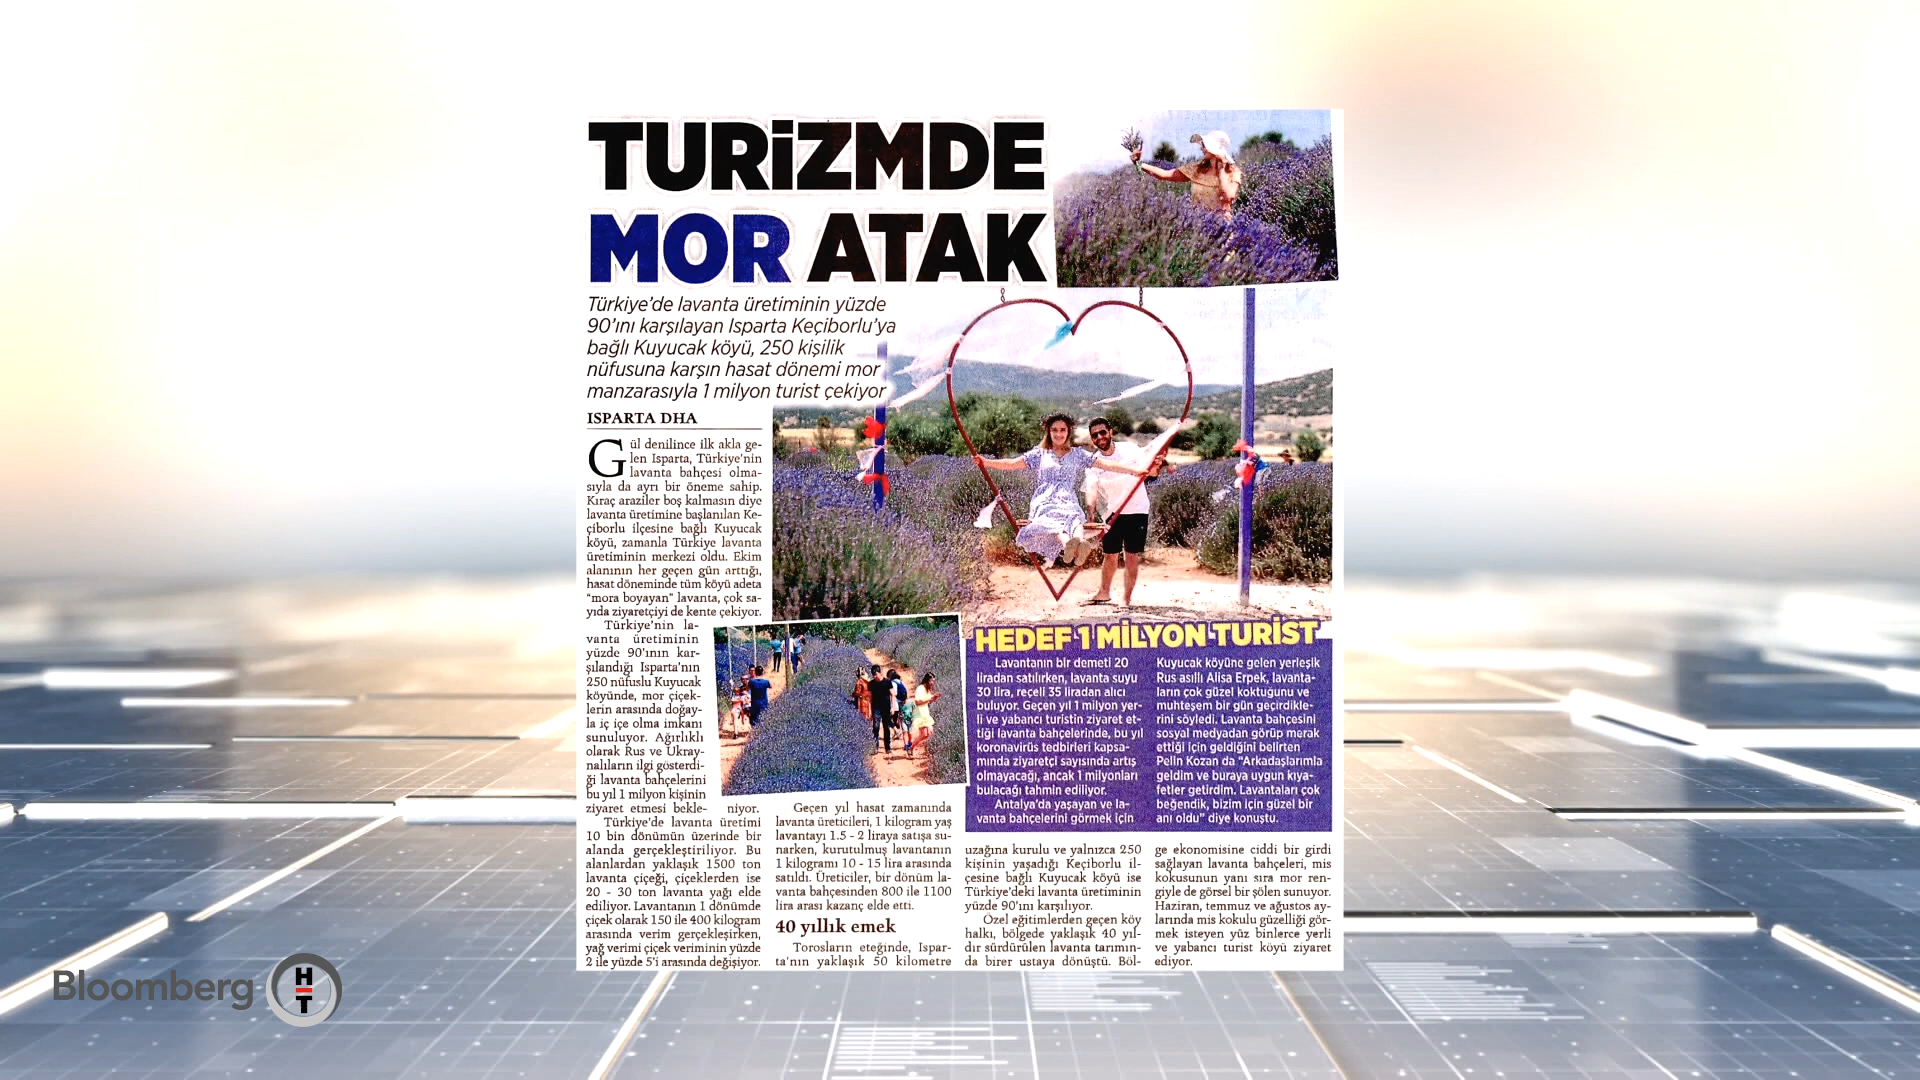 TURİZMDE
MOR ATAK
Türkiye'de lavanta üretiminin yüzde
90'ını karşılayan Isparta Keçiborlu'ya
bağlı Kuyucak köyü, 250 kişilik
nüfusuna karşın hasat dönemi mor
manzarasıyla 1 milyon turist çekiyor
ISPARTA DHA
Gül denilince ilk akla ge-
len Isparta, Türkiye'nin
lavanta bahçesi olma-
sıyla da ayrı bir öneme sahip.
Kıraç araziler boş kalmasın diye
lavanta üretimine başlanılan Ke-
çiborlu ilçesine bağlı Kuyucak
köyü, zamanla Türkiye lavanta
üretiminin merkezi oldu. Ekim
alanının her geçen gün arttığı,
hasat döneminde tüm köyü adeta
"mora boyayan" lavanta, çok sa-
yıda ziyaretçiyi de kente çekiyor.
Türkiye'nin la-
vanta üretiminin
yüzde 90'ının kar-
şılandığı Isparta'nın
250 nüfuslu Kuyucak
köyünde, mor çiçek-
lerin arasında doğay-
la iç içe olma imkanı
sunuluyor. Ağırlıklı
olarak Rus ve Ukray-
nalıların ilgi gösterdi-
ği lavanta bahçelerini
bu yıl 1 milyon kişinin
ziyaret etmesi bekle- niyor.
Türkiye'de lavanta üretimi
10 bin dönümün üzerinde bir
alanda gerçekleştiriliyor. Bu
alanlardan yaklaşık 1500 ton
lavanta çiçeği, çiçeklerden ise
20 - 30 ton lavanta yağı elde
ediliyor. Lavantanın 1 dönümde
çiçek olarak 150 ile 400 kilogram
arasında verim gerçekleşirken,
yağ verimi çiçek veriminin yüzde
2 ile yüzde 5'i arasında değişiyor.
Geçen yıl hasat zamanında
lavanta üreticileri, 1 kilogram yaş
lavantayı 1.5 - 2 liraya satışa su-
narken, kurutulmuş lavantanın
1 kilogramı 10 - 15 lira arasında
satıldı. Üreticiler, bir dönüm la-
vanta bahçesinden 800 ile 1100
lira arası kazanç elde etti.
40 yıllık emek
Torosların eteğinde, Ispar-
ta'nın yaklaşık 50 kilometre
uzağına kurulu ve yalnızca 250
kişinin yaşadığı Keçiborlu il-
çesine bağlı Kuyucak köyü ise
Türkiye'deki lavanta üretiminin
yüzde 90'ını karşılıyor.
Özel eğitimlerden geçen köy
halkı, bölgede yaklaşık 40 yıl-
dır sürdürülen lavanta tarımın-
da birer ustaya dönüştü. Böl-
ge ekonomisine ciddi bir girdi
sağlayan lavanta bahçeleri, mis
kokusunun yanı sıra mor ren-
giyle de görsel bir şölen sunuyor.
Haziran, temmuz ve ağustos ay-
larında mis kokulu güzelliği gör-
mek isteyen yüz binlerce yerli
ve yabancı turist köyü ziyaret
ediyor.
HEDEF 1 MİLYON TURİST
Lavantanın bir demeti 20
liradan satılırken, lavanta suyu
30 lira, reçeli 35 liradan alıcı
buluyor. Geçen yıl 1 milyon yer-
li ve yabancı turistin ziyaret et-
tiği lavanta bahçelerinde, bu yıl
koronavirüs tedbirleri kapsa-
mında ziyaretçi sayısında artış
olmayacağı, ancak 1 milyonları
bulacağı tahmin ediliyor.
Antalya'da yaşayan ve la-
vanta bahçelerini görmek için
Kuyucak köyüne gelen yerleşik
Rus asıllı Alisa Erpek, lavanta-
ların çok güzel koktuğunu ve
muhteşem bir gün geçirdikle-
rini söyledi. Lavanta bahçesini
sosyal medyadan görüp merak
ettiği için geldiğini belirten
Pelin Kozan da "Arkadaşlarımla
geldim ve buraya uygun kıya-
fetler getirdim. Lavantaları çok
beğendik, bizim için güzel bir
anı oldu" diye konuştu.
Bloomberg HT